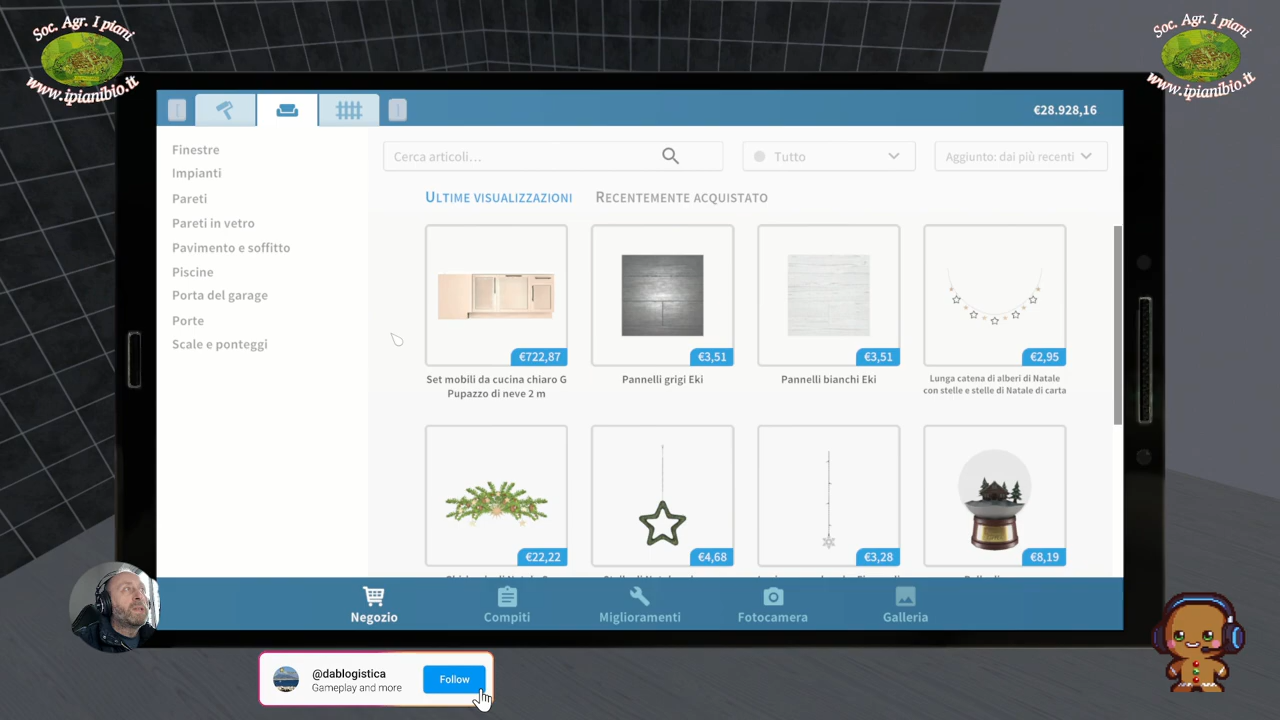 Soc. Agr. I piani
www.ipianibio.it
Soc. Agr. I piani
www.ipianibio.it
€28.928,16
Finestre
Impianti
Pareti
Pareti in vetro
Pavimento e soffitto
Piscine
Porta del garage
Porte
Scale e ponteggi
Cerca articoli...
Tutto
Aggiunto: dai più recenti
Ultime visualizzazioni
Recentemente acquistato
€722,87
€3,51
€3,51
€2,95
Set mobili da cucina chiaro G
Pupazzo di neve 2 m
Pannelli grigi Eki
Pannelli bianchi Eki
Lunga catena di alberi di Natale
con stelle e stelle di Natale di carta
€22,22
€4,68
€3,28
€8,19
Negozio
Compiti
Miglioramenti
Fotocamera
Galleria
@dablogistica
Gameplay and more
Follow